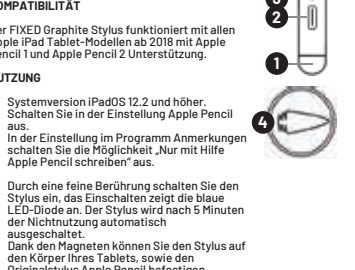 OMPATIBILITÄT
er FIXED Graphite Stylus funktioniert mit allen
pple iPad Tablet-Modellen ab 2018 mit Apple
encil 1 und Apple Pencil 2 Unterstützung.
UTZUNG
Systemversion iPadOS 12.2 und höher.
Schalten Sie in der Einstellung Apple Pencil
aus.
In der Einstellung im Programm Anmerkungen
schalten Sie die Möglichkeit „Nur mit Hilfe
Apple Pencil schreiben" aus.
Durch eine feine Berührung schalten Sie den
Stylus ein, das Einschalten zeigt die blaue
LED-Diode an. Der Stylus wird nach 5 Minuten
der Nichtnutzung automatisch
ausgeschaltet.
Dank den Magneten können Sie den Stylus auf
den Körper Ihres Tablets, sowie den
Originalstylus Apple Pencil befestigen
2
1
4